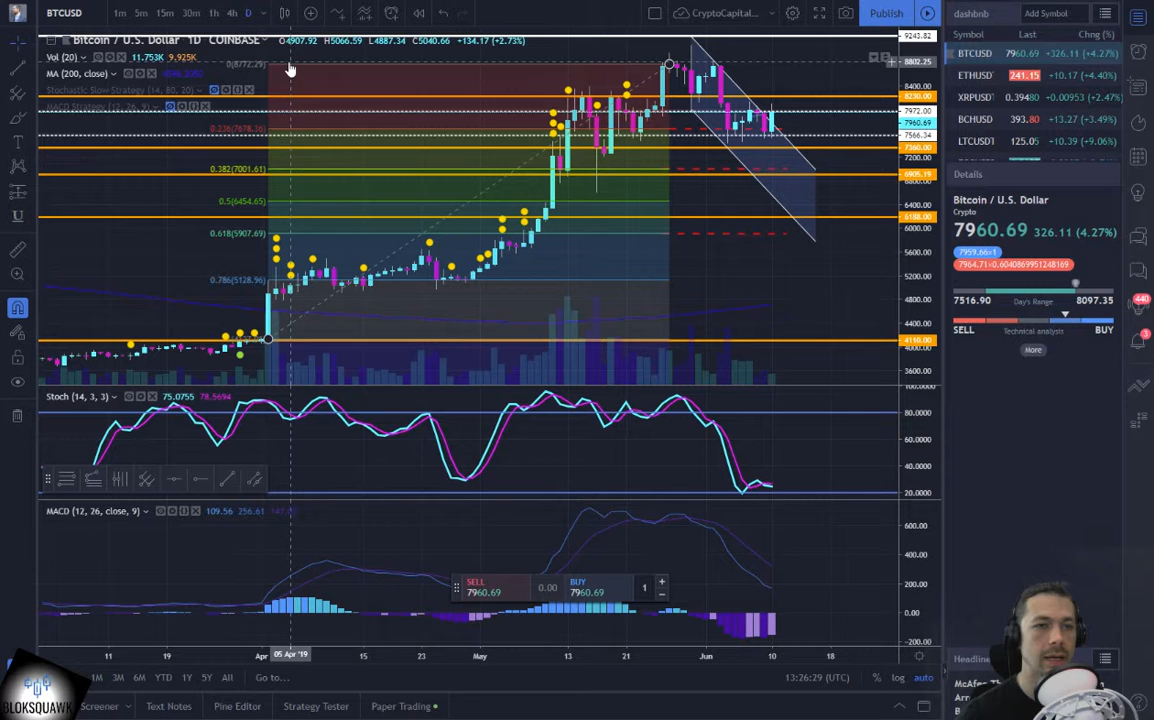 BTCUSD 1m 5m 15m 30m 1h 4h D CryptoCapital... Publish dashbnb Add Symbol
Bitcoin / U.S. Dollar 1D COINBASE O4907.92 H5066.59 L4887.34 C5040.66 +134.17 (+2.73%)
Vol (20) 11.753K 9.925K
MA (200, close)
Stochastic Slow Strategy (14, 80, 20)
MACD Strategy (12, 26, 9)
0(8772.29)
0.236(7678.36)
0.382(7001.61)
0.5(6454.65)
0.618(5907.69)
0.786(5128.96)
9243.82
8802.25
8400.00
8230.00
7972.00
7960.69
7566.34
7360.00
7200.00
6905.19
6188.00
6000.00
5600.00
5200.00
4800.00
4400.00
4110.00
4000.00
3600.00
Stoch (14, 3, 3) 75.0755 78.5694
100.0000
80.0000
60.0000
40.0000
20.0000
MACD (12, 26, close, 9) 109.56 256.61
600.00
400.00
200.00
0.00
-200.00
SELL
7960.69
0.00
BUY
7960.69
1
11 19 Apr 05 Apr '19 15 23 May 13 21 Jun 10 18
1M 3M 6M YTD 1Y 5Y All Go to... 13:26:29 (UTC) % log auto
Screener Text Notes Pine Editor Strategy Tester Paper Trading
BLOKSQUAWK
Symbol Last Chg (%)
BTCUSD 7960.69 +326.11 (+4.27%)
ETHUSD 241.15 +10.17 (+4.40%)
XRPUSD 0.39480 +0.00953 (+2.47%)
BCHUSD 393.80 +13.27 (+3.49%)
LTCUSD 125.05 +10.39 (+9.06%)
Details
Bitcoin / U.S. Dollar
Crypto
7960.69 326.11 (4.27%)
7959.66×1
7964.71×0.6040869951248169
7516.90 Day's Range 8097.35
SELL Technical analysis BUY
More
440
3
Headline
McAfee